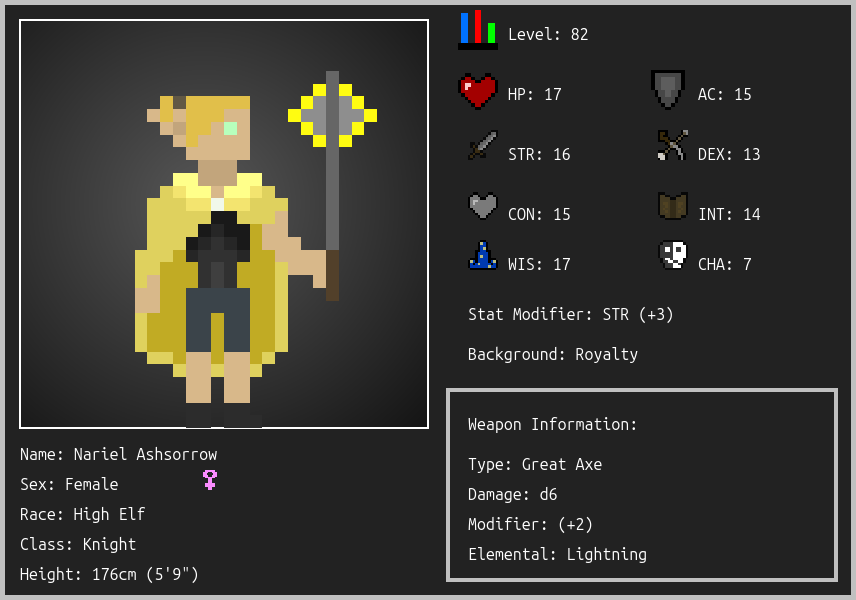 Level: 82
HP: 17
AC: 15
STR: 16
DEX: 13
CON: 15
INT: 14
WIS: 17
CHA: 7
Stat Modifier: STR (+3)
Background: Royalty
Weapon Information:
Type: Great Axe
Damage: d6
Modifier: (+2)
Elemental: Lightning
Name: Nariel Ashsorrow
Sex: Female
Race: High Elf
Class: Knight
Height: 176cm (5'9")